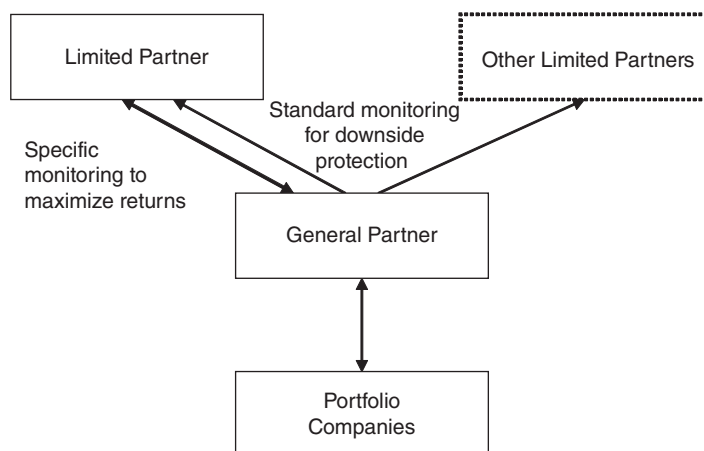 Limited Partner
Other Limited Partners
Standard monitoring
for downside
protection
Specific
monitoring to
maximize returns
General Partner
Portfolio
Companies